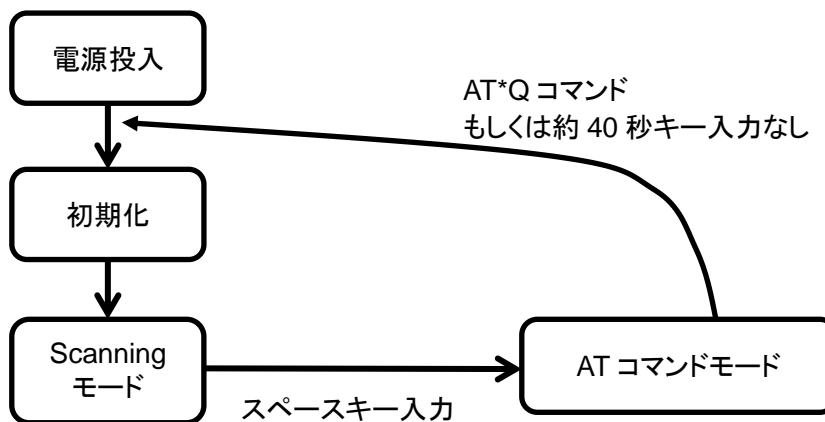 電源投入
AT*Q コマンド
もしくは約 40 秒キー入力なし
初期化
Scanning
モード
AT コマンドモード
スペースキー入力